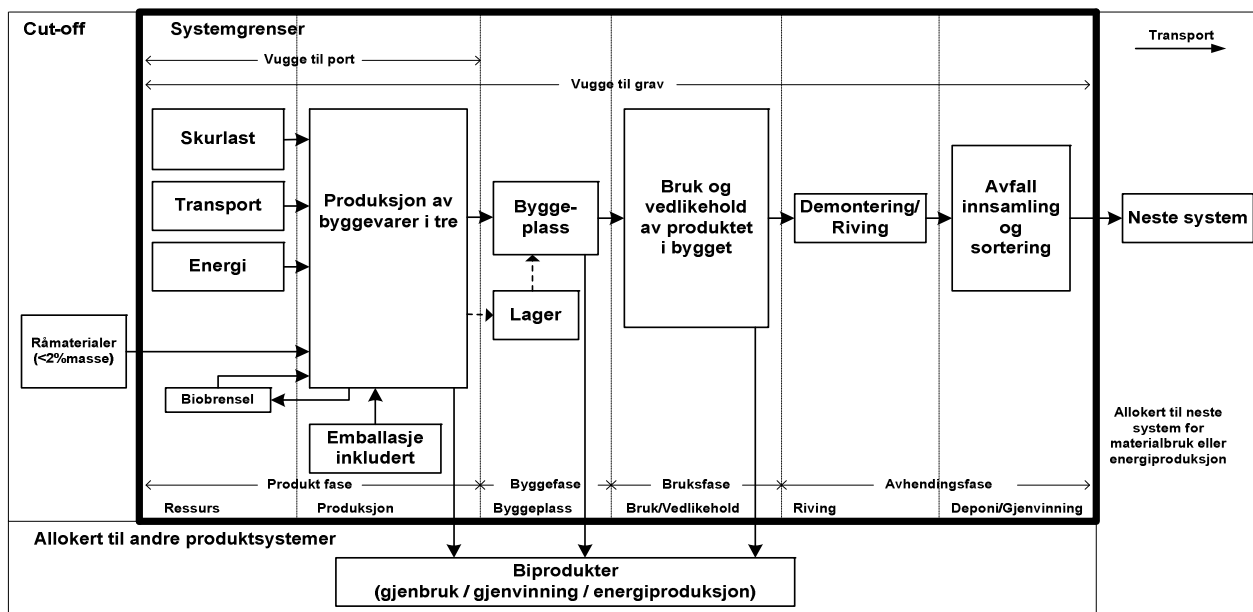 Cut-off
Systemgrenser
Transport
Vugge til port
Vugge til grav
Skurlast
Transport
Energi
Råmaterialer
(<2%masse)
Biobrensel
Produksjon av
byggevarer i tre
Emballasje
inkludert
Bygge-
plass
Lager
Bruk og
vedlikehold
av produktet
i bygget
Demontering/
Riving
Avfall
innsamling
og
sortering
Neste system
Allokert til neste
system for
materialbruk eller
energiproduksjon
Produkt fase
Byggefase
Bruksfase
Avhendingsfase
Ressurs
Produksjon
Byggeplass
Bruk/Vedlikehold
Riving
Deponi/Gjenvinning
Allokert til andre produktsystemer
Biprodukter
(gjenbruk / gjenvinning / energiproduksjon)